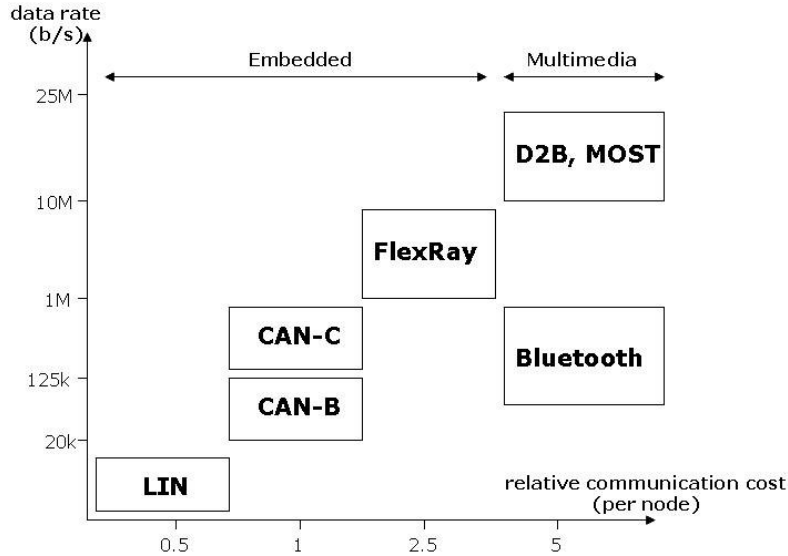 data rate
(b/s)
Embedded
Multimedia
25M
D2B, MOST
10M
FlexRay
1M
CAN-C
Bluetooth
125k
CAN-B
20k
LIN
relative communication cost
(per node)
0.5
1
2.5
5